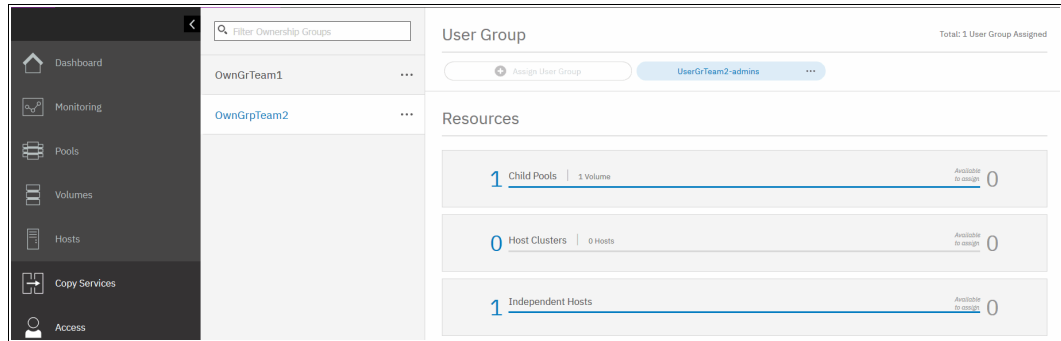 Dashboard
Monitoring
Pools
Volumes
Hosts
Copy Services
Access
Filter Ownership Groups
OwnGrTeam1
OwnGrpTeam2
User Group
Total: 1 User Group Assigned
Assign User Group
UserGrTeam2-admins
Resources
1 Child Pools | 1 Volume Available to assign 0
0 Host Clusters | 0 Hosts Available to assign 0
1 Independent Hosts Available to assign 0